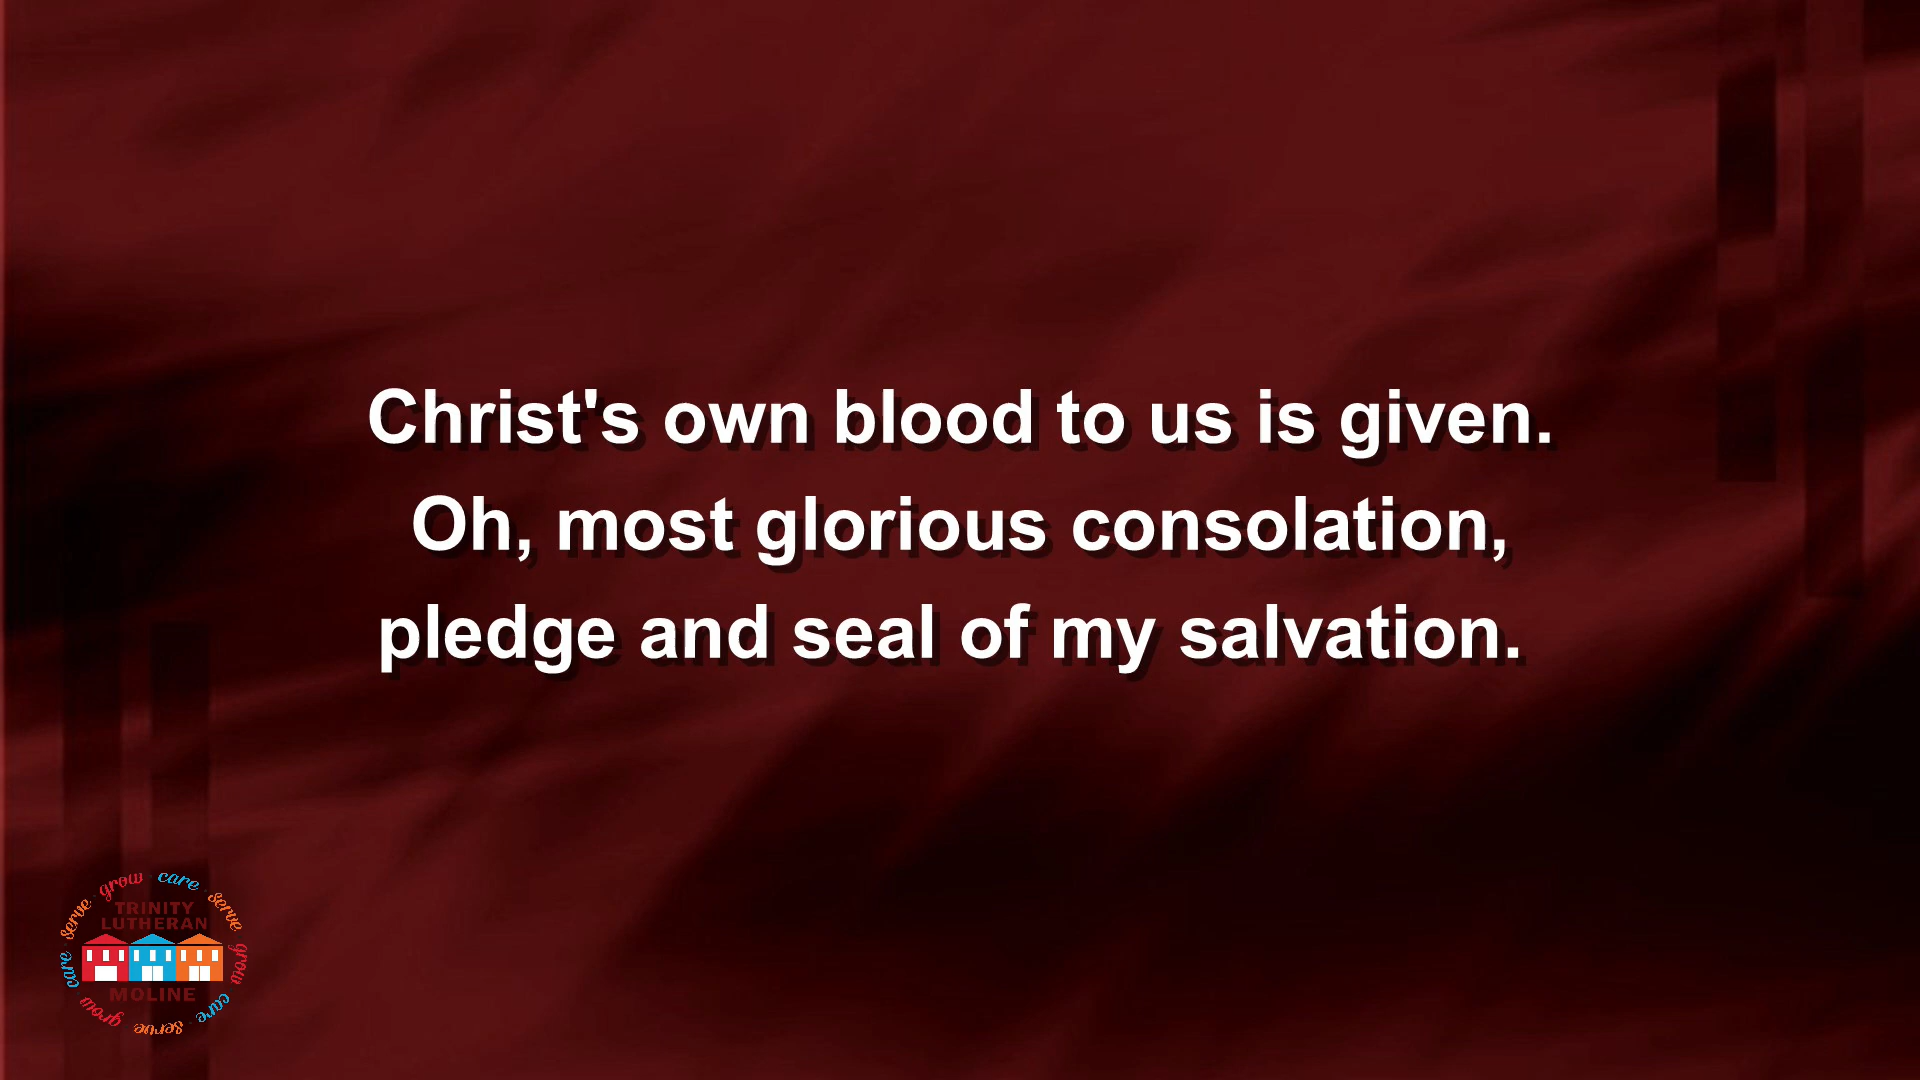 Christ's own blood to us is given.
Oh, most glorious consolation,
pledge and seal of my salvation.
grow care serve grow care serve grow care serve
TRINITY
LUTHERAN
MOLINE